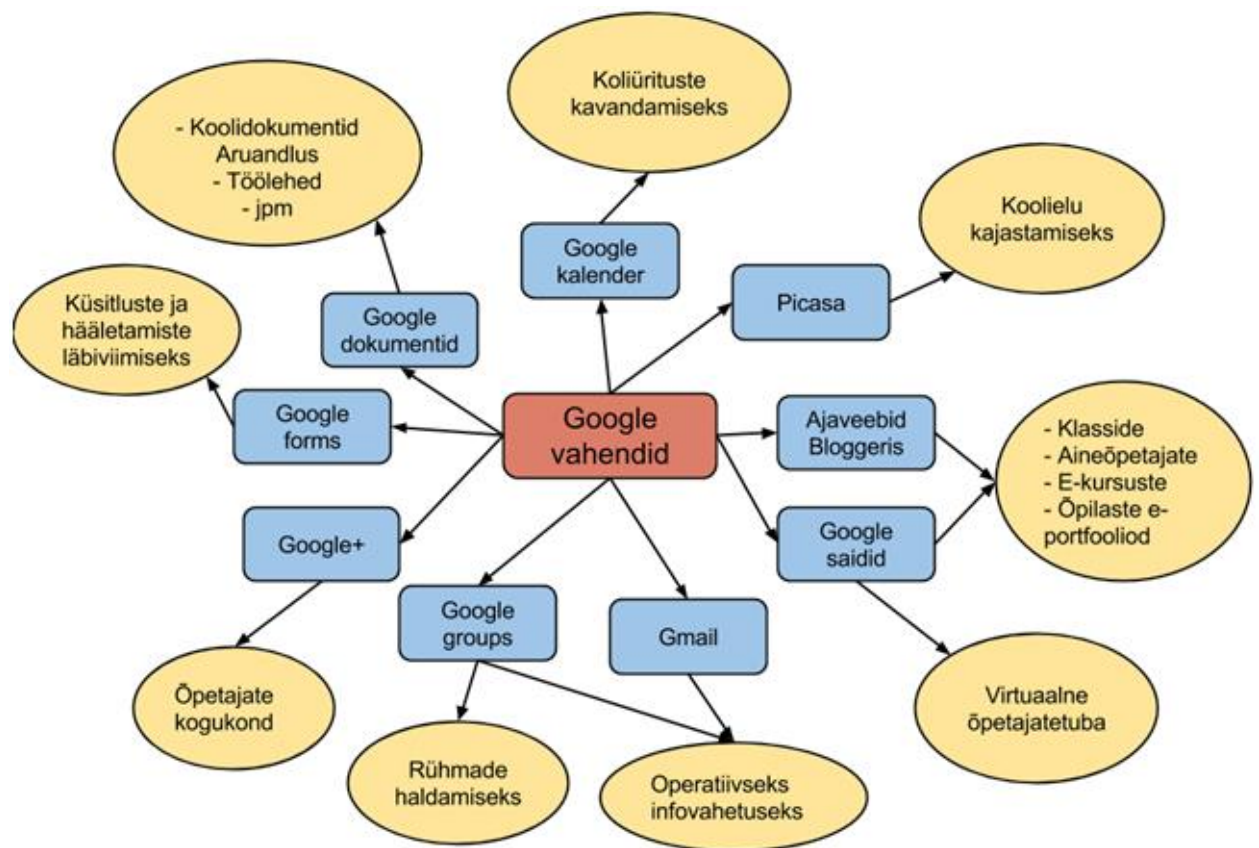 Koliürituste
kavandamiseks
- Koolidokumentid
Aruandlus
- Töölehed
- jpm
Koolielu
kajastamiseks
Google
kalender
Picasa
Küsitluste ja
hääletamiste
läbiviimiseks
Google
dokumentid
Google
forms
Google
vahendid
Ajaveebid
Bloggeris
- Klasside
- Aineõpetajate
- E-kursuste
- Õpilaste e-
portfooliod
Google+
Google
saidid
Google
groups
Gmail
Õpetajate
kogukond
Virtuaalne
õpetajatetuba
Rühmade
haldamiseks
Operatiivseks
infovahetuseks